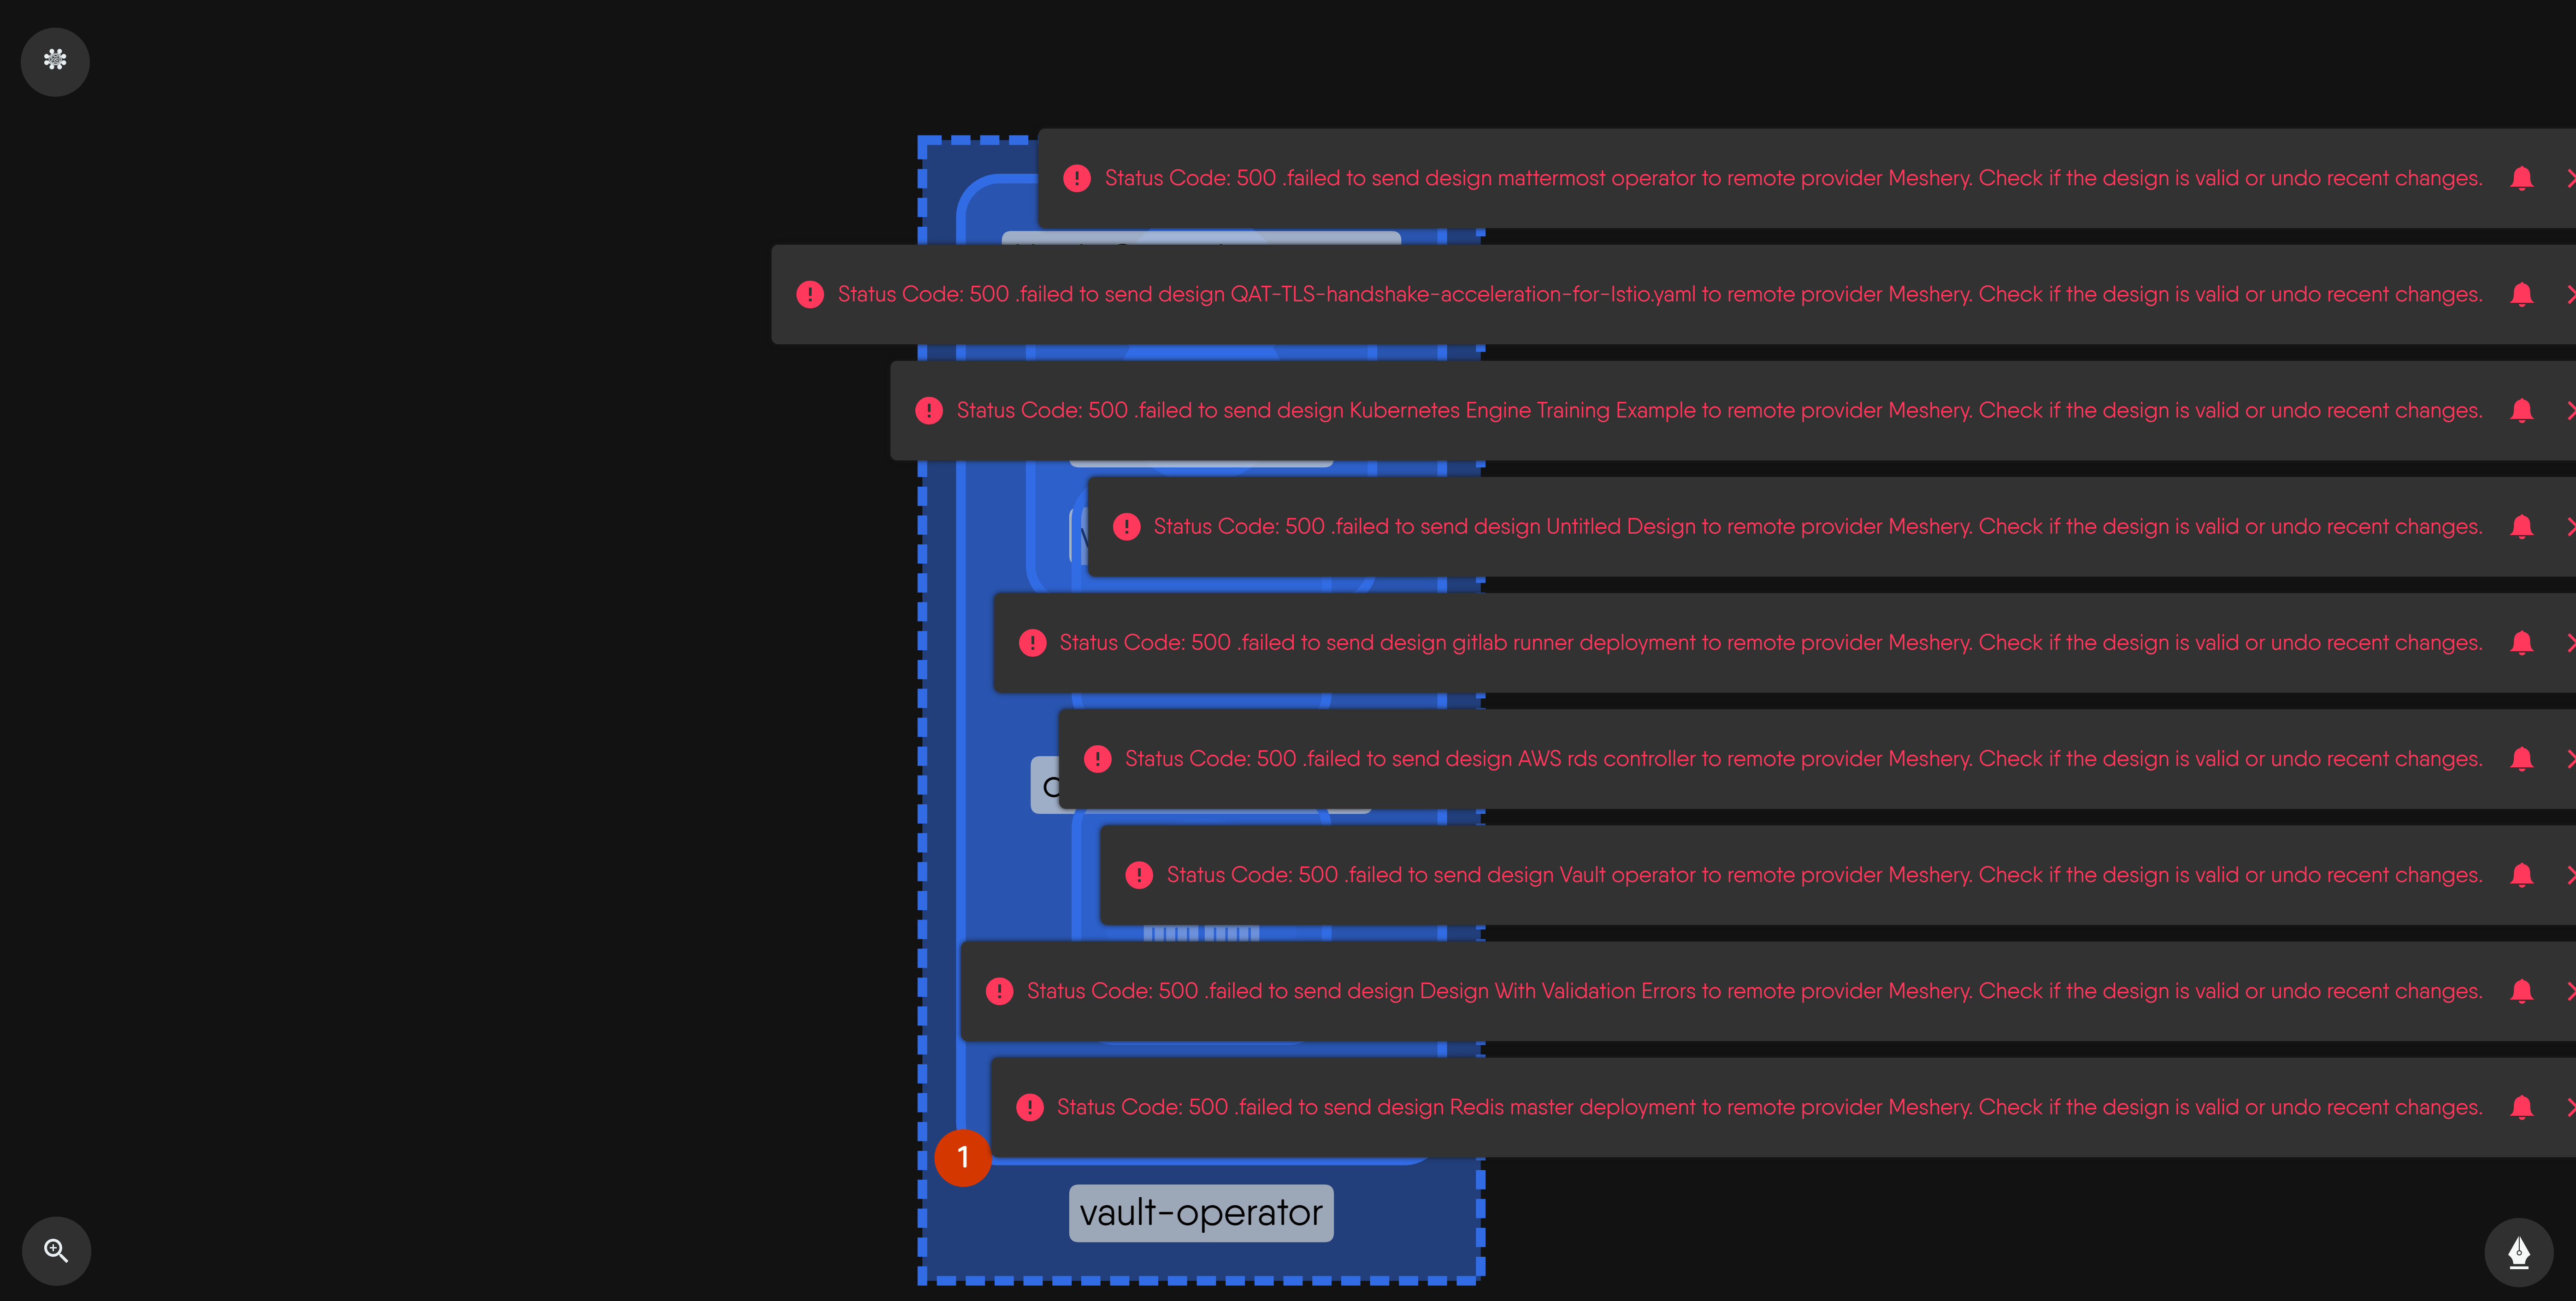 Status Code: 500 .failed to send design mattermost operator to remote provider Meshery. Check if the design is valid or undo recent changes.
Status Code: 500 .failed to send design QAT-TLS-handshake-acceleration-for-Istio.yaml to remote provider Meshery. Check if the design is valid or undo recent changes.
Status Code: 500 .failed to send design Kubernetes Engine Training Example to remote provider Meshery. Check if the design is valid or undo recent changes.
Status Code: 500 .failed to send design Untitled Design to remote provider Meshery. Check if the design is valid or undo recent changes.
Status Code: 500 .failed to send design gitlab runner deployment to remote provider Meshery. Check if the design is valid or undo recent changes.
Status Code: 500 .failed to send design AWS rds controller to remote provider Meshery. Check if the design is valid or undo recent changes.
Status Code: 500 .failed to send design Vault operator to remote provider Meshery. Check if the design is valid or undo recent changes.
Status Code: 500 .failed to send design Design With Validation Errors to remote provider Meshery. Check if the design is valid or undo recent changes.
Status Code: 500 .failed to send design Redis master deployment to remote provider Meshery. Check if the design is valid or undo recent changes.
1
vault-operator